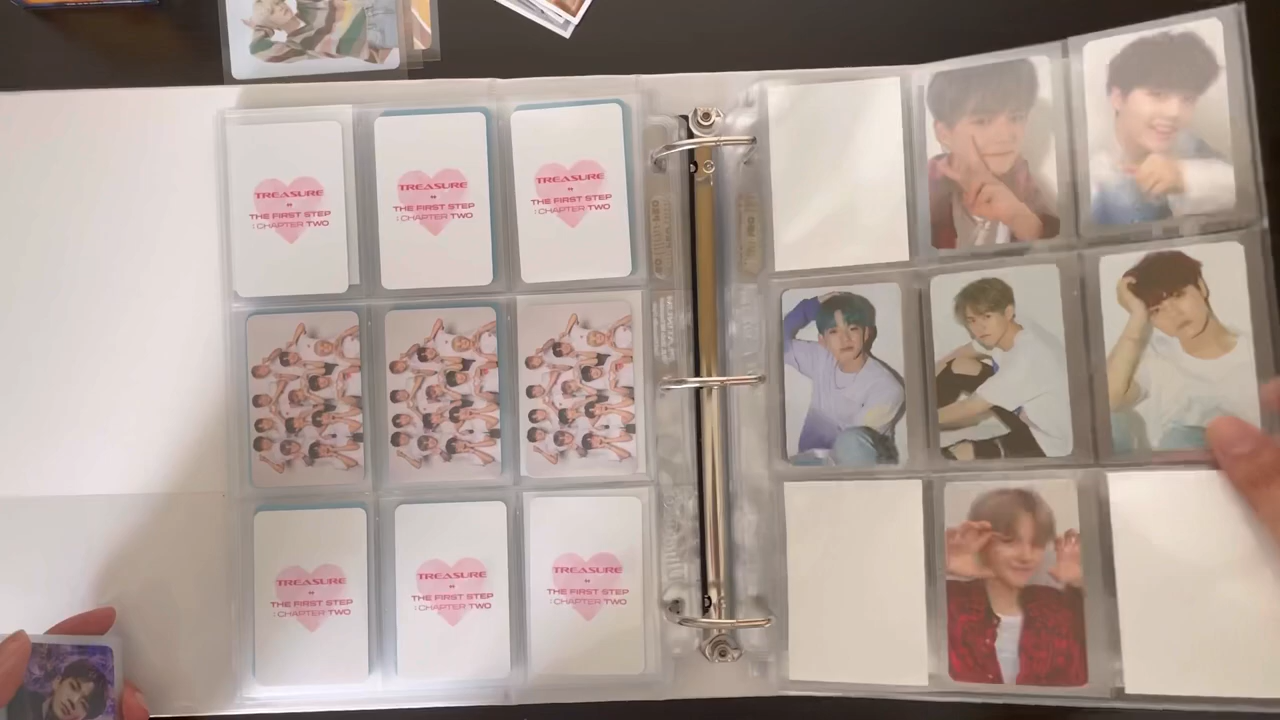 TREASURE
THE FIRST STEP
: CHAPTER TWO
TREASURE
THE FIRST STEP
: CHAPTER TWO
TREASURE
THE FIRST STEP
: CHAPTER TWO
TREASURE
THE FIRST STEP
: CHAPTER TWO
TREASURE
THE FIRST STEP
: CHAPTER TWO
TREASURE
THE FIRST STEP
: CHAPTER TWO